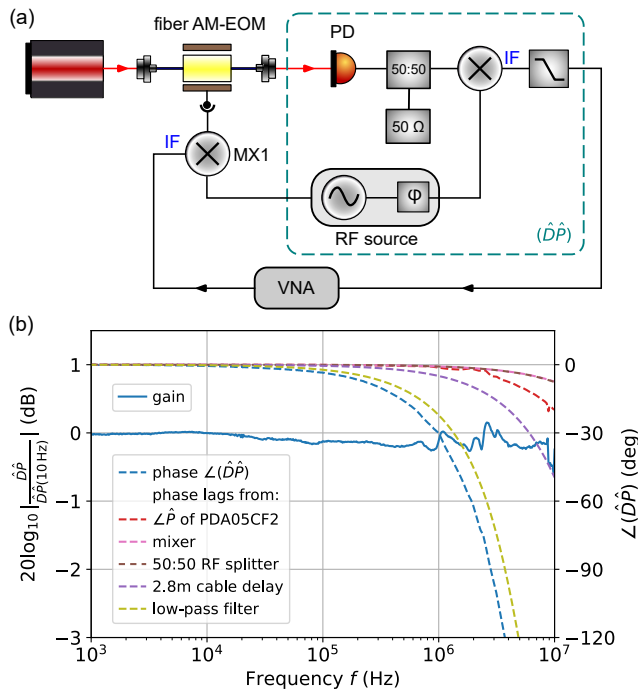 (a)
fiber AM-EOM
PD
50:50
IF
50 Ω
IF
MX1
φ
RF source
(D̂P̂)
VNA
(b)
1
0
-1
-2
-3
20log₁₀|D̂P̂/D̂P̂(10 Hz)| (dB)
gain
phase ∠(D̂P̂)
phase lags from:
∠P̂ of PDA05CF2
mixer
50:50 RF splitter
2.8m cable delay
low-pass filter
0
−30
−60
−90
−120
∠(D̂P̂) (deg)
10³
10⁴
10⁵
10⁶
10⁷
Frequency f (Hz)